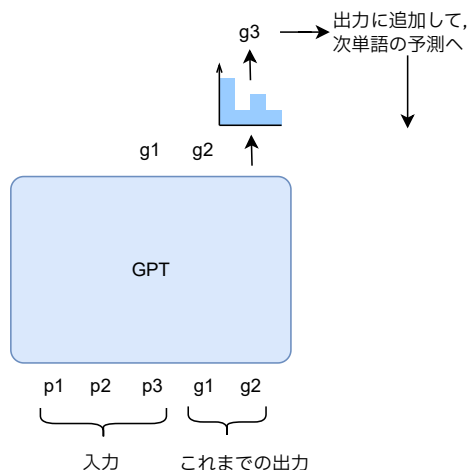 g3
出力に追加して,
次単語の予測へ
g1 g2
GPT
p1 p2 p3 g1 g2
入力 これまでの出力